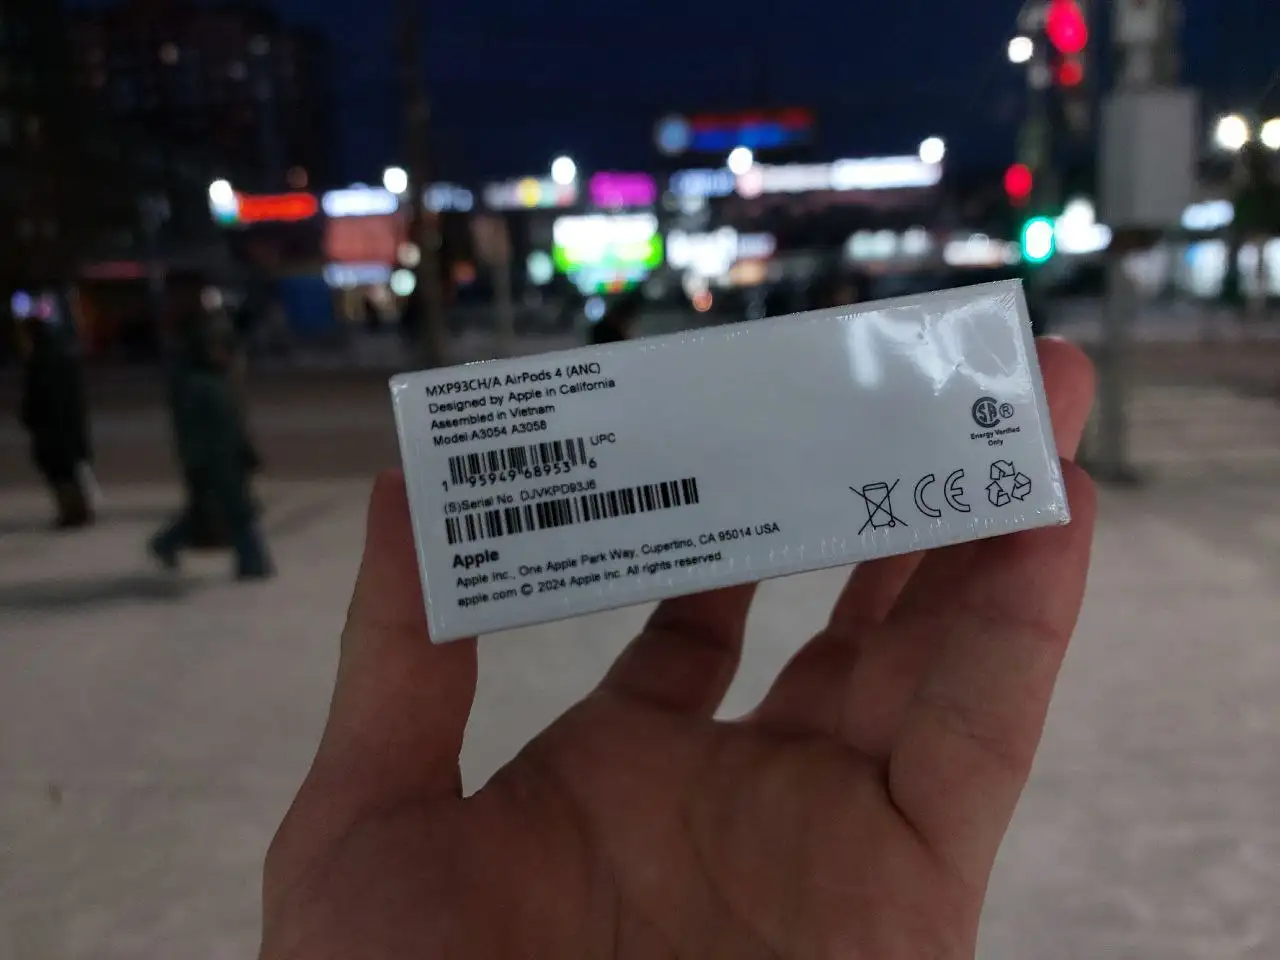 MXP93CH/A AirPods 4 (ANC)
Designed by Apple in California
Assembled in Vietnam
Model A3054 A3058
UPC
1 95949 68953 6
(S)Serial No. DJVKPD93J6
Apple
Apple Inc., One Apple Park Way, Cupertino, CA 95014 USA
apple.com © 2024 Apple Inc. All rights reserved.
SA ®
Energy Verified
Only
CE